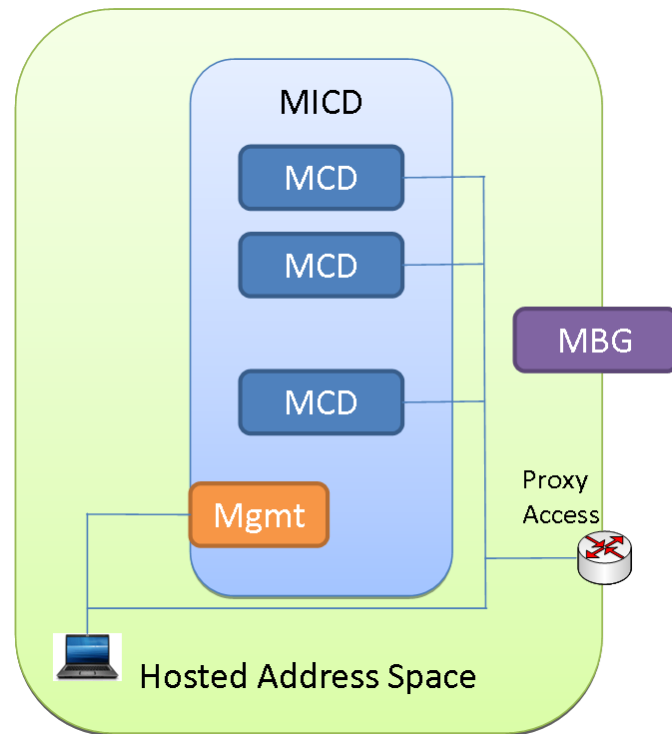 MICD
MCD
MCD
MBG
MCD
Proxy
Access
Mgmt
Hosted Address Space